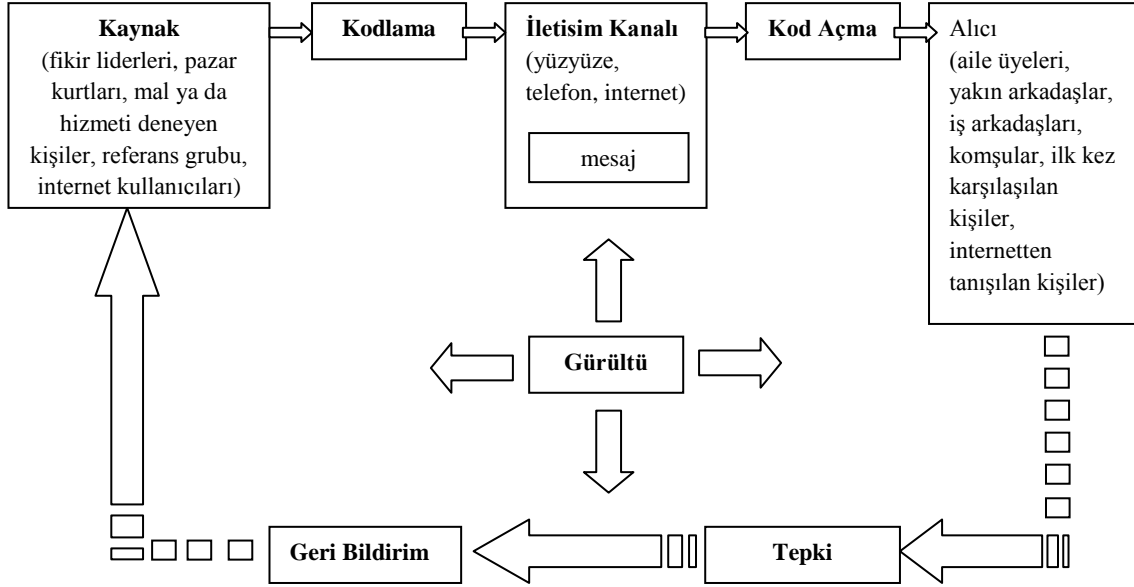 Kaynak
(fikir liderleri, pazar
kurtları, mal ya da
hizmeti deneyen
kişiler, referans grubu,
internet kullanıcıları)
Kodlama
İletisim Kanalı
(yüzyüze,
telefon, internet)
mesaj
Kod Açma
Alıcı
(aile üyeleri,
yakın arkadaşlar,
iş arkadaşları,
komşular, ilk kez
karşılaşılan
kişiler,
internetten
tanışılan kişiler)
Gürültü
Geri Bildirim
Tepki